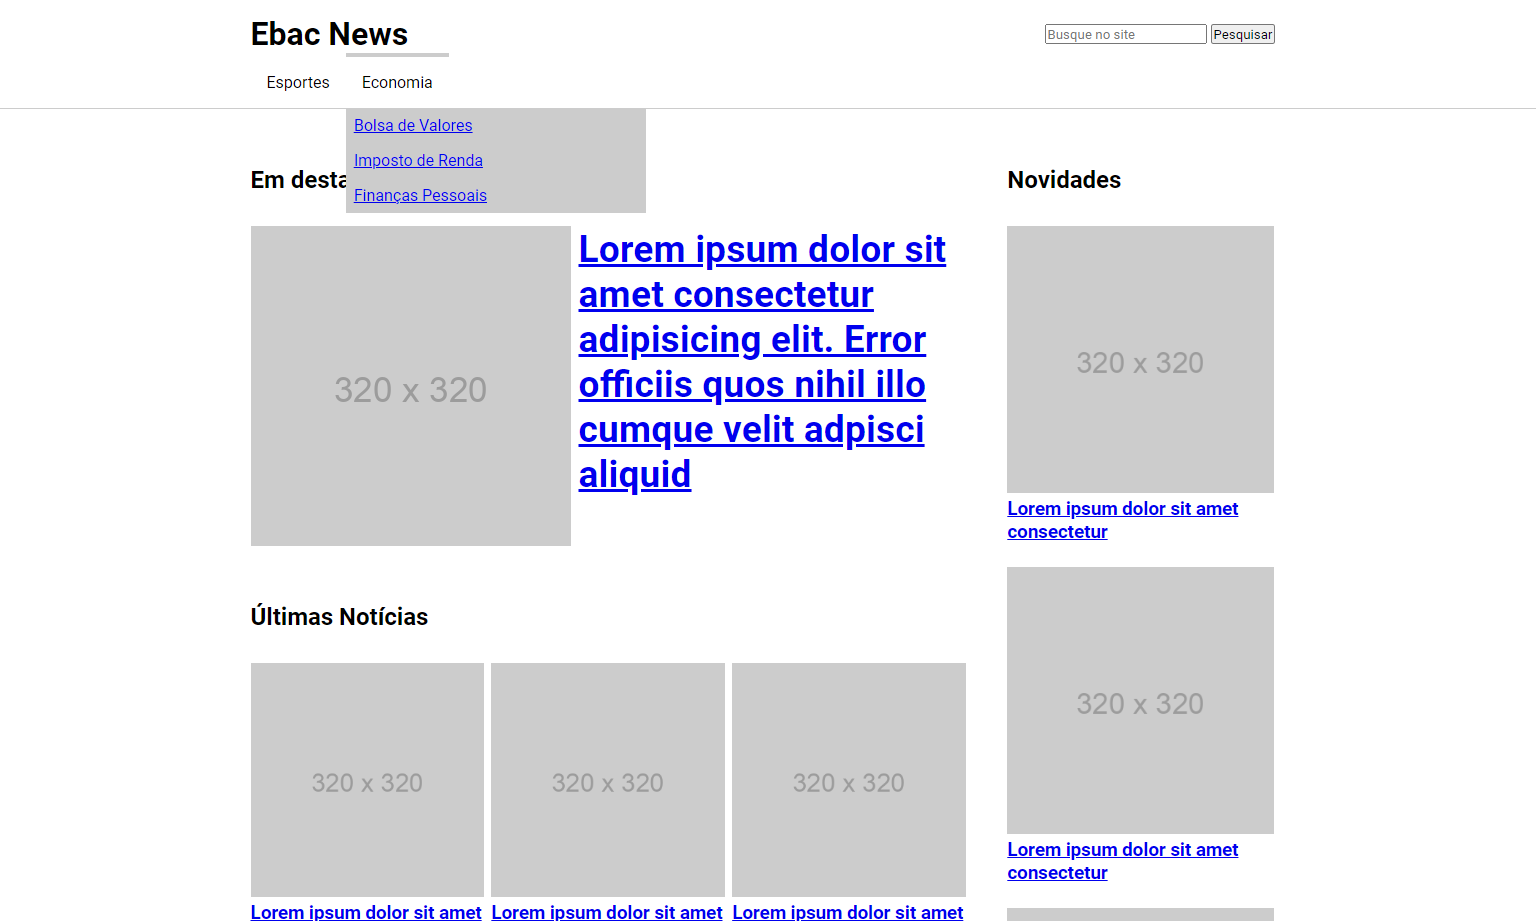 Ebac News
Busque no site Pesquisar
Esportes Economia
Bolsa de Valores
Imposto de Renda
Finanças Pessoais
Em desta
320 x 320
Lorem ipsum dolor sit
amet consectetur
adipisicing elit. Error
officiis quos nihil illo
cumque velit adpisci
aliquid
Últimas Notícias
320 x 320
Lorem ipsum dolor sit amet
320 x 320
Lorem ipsum dolor sit amet
320 x 320
Lorem ipsum dolor sit amet
Novidades
320 x 320
Lorem ipsum dolor sit amet
consectetur
320 x 320
Lorem ipsum dolor sit amet
consectetur